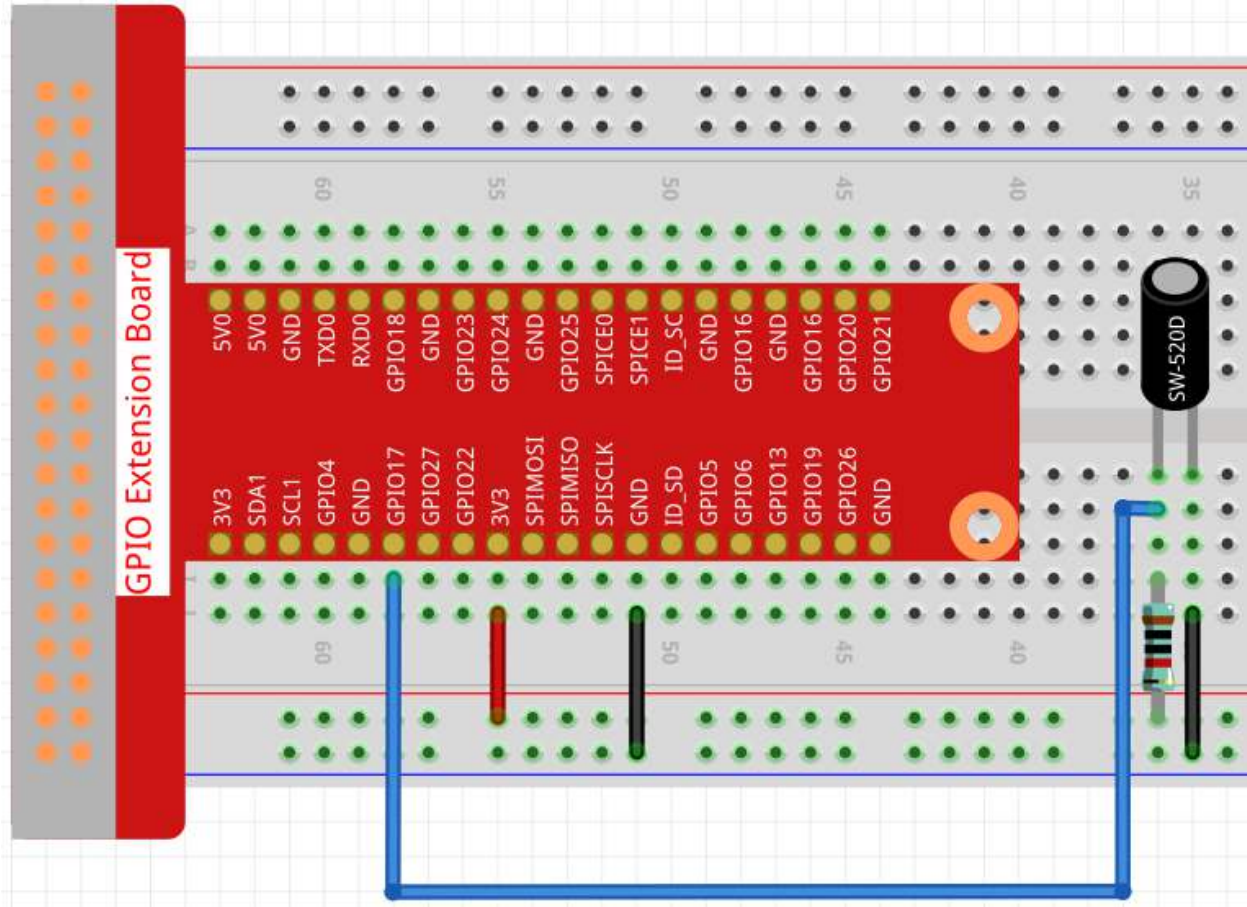 GPIO Extension Board
60
55
50
45
40
35
A
5V0
5V0
GND
TXD0
RXD0
GPIO18
GND
GPIO23
GPIO24
GND
GPIO25
SPICE0
SPICE1
ID_SC
GND
GPIO16
GND
GPIO16
GPIO20
GPIO21
SW-520D
3V3
SDA1
SCL1
GPIO4
GND
GPIO17
GPIO27
GPIO22
3V3
SPIMOSI
SPIMISO
SPISCLK
GND
ID_SD
GPIO5
GPIO6
GPIO13
GPIO19
GPIO26
GND
60
50
45
40